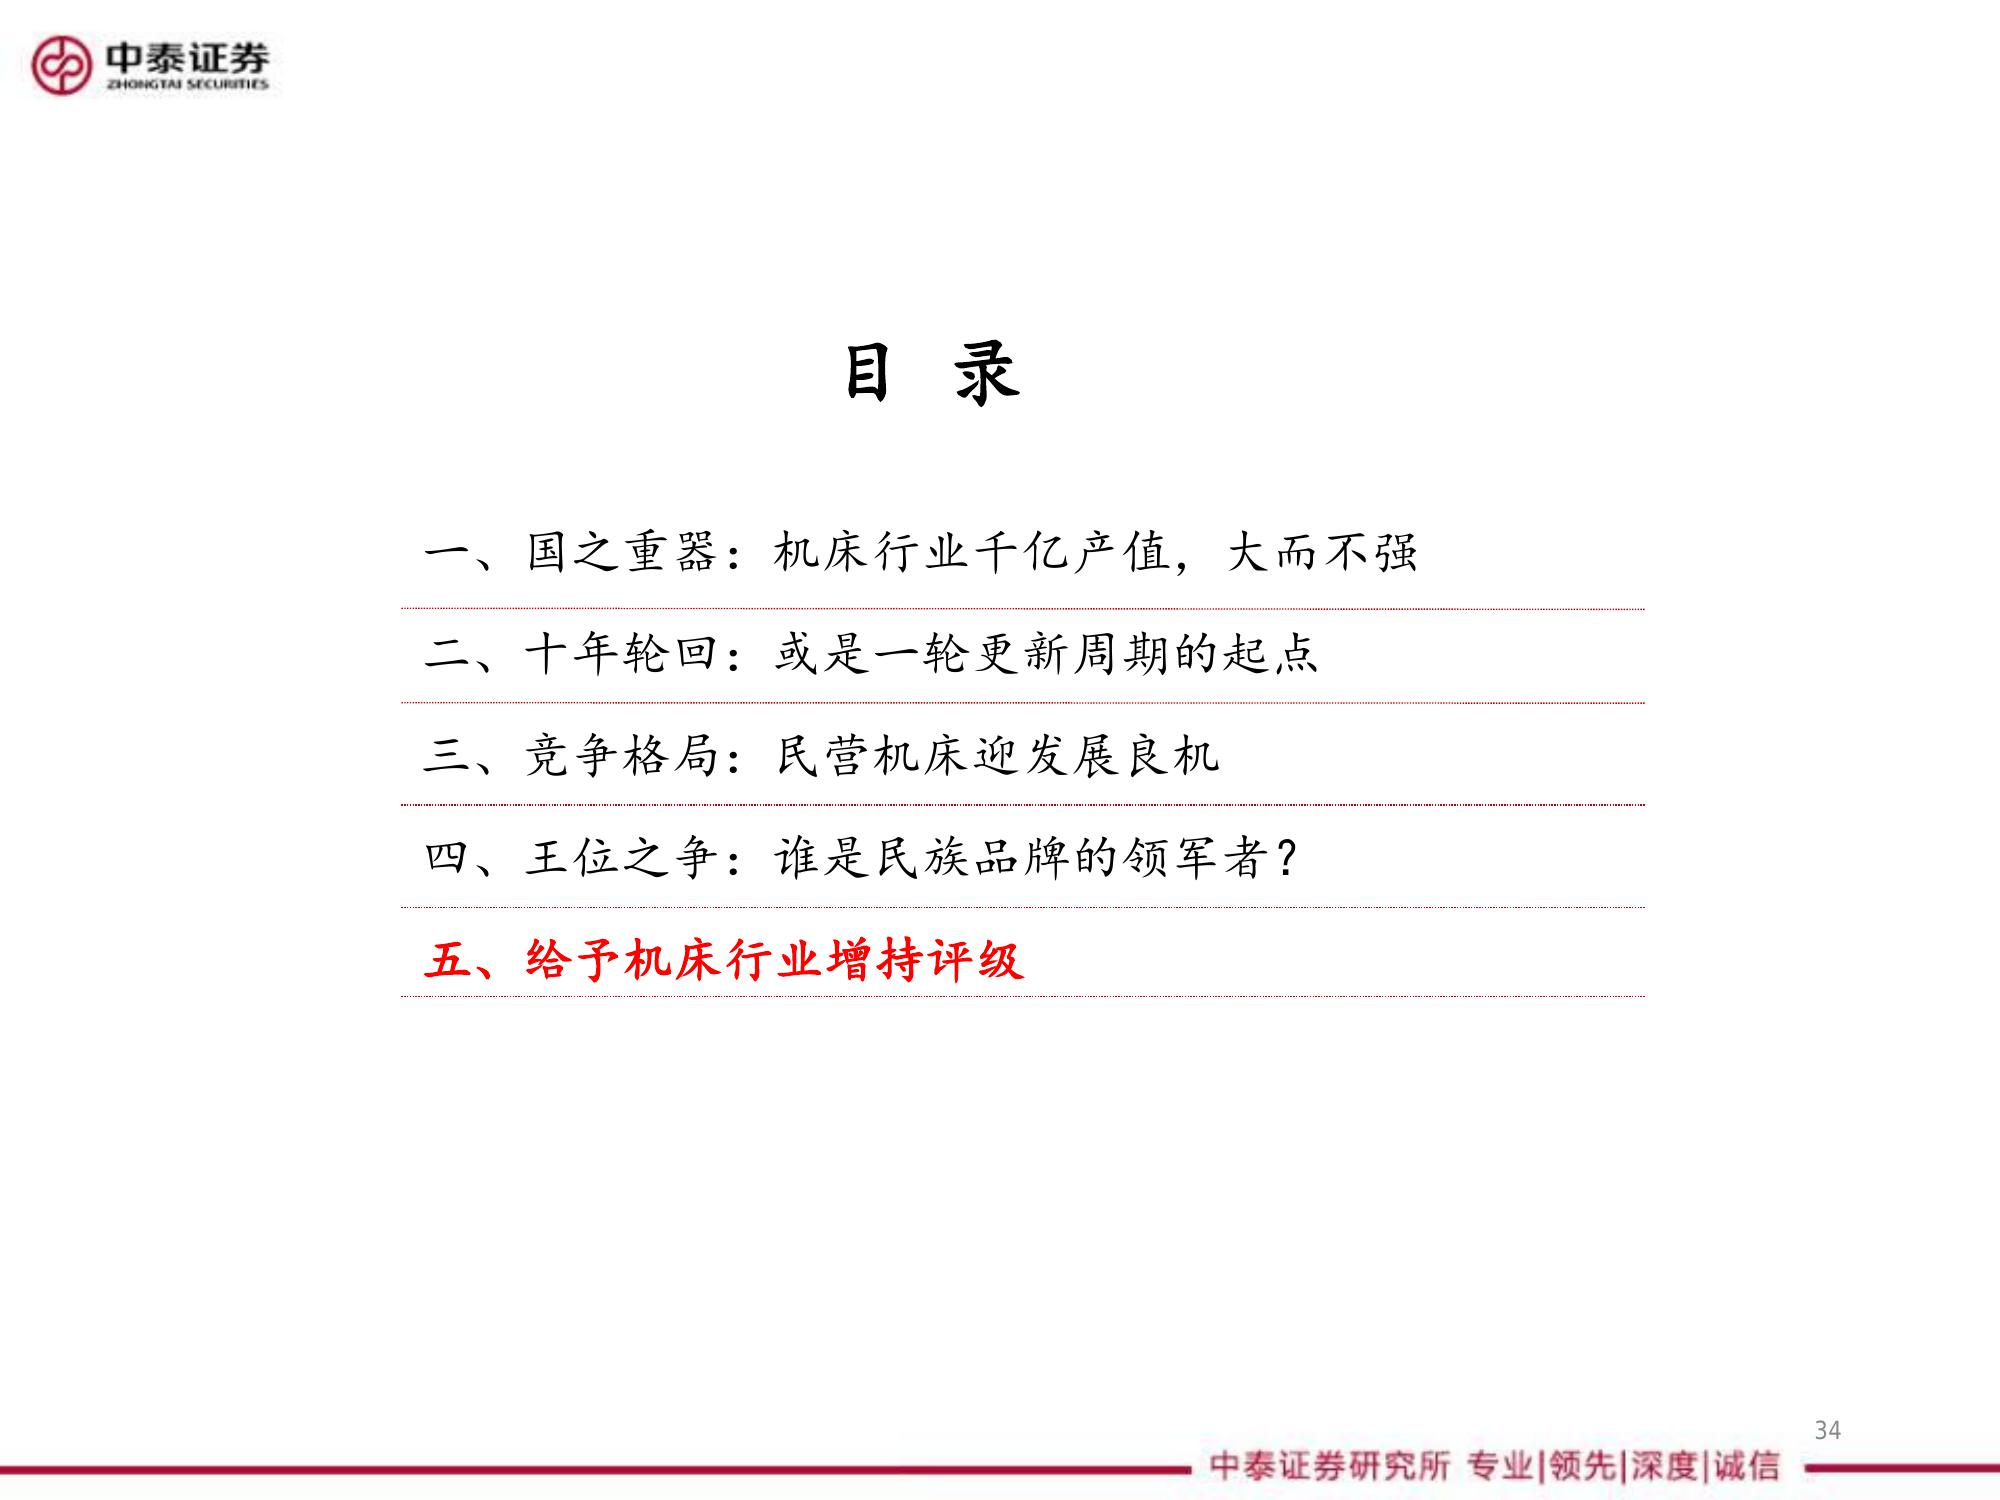 中泰证券
ZHONGTAI SECURITIES
目 录
一、国之重器：机床行业千亿产值，大而不强
二、十年轮回：或是一轮更新周期的起点
三、竞争格局：民营机床迎发展良机
四、王位之争：谁是民族品牌的领军者？
五、给予机床行业增持评级
34
中泰证券研究所 专业|领先|深度|诚信